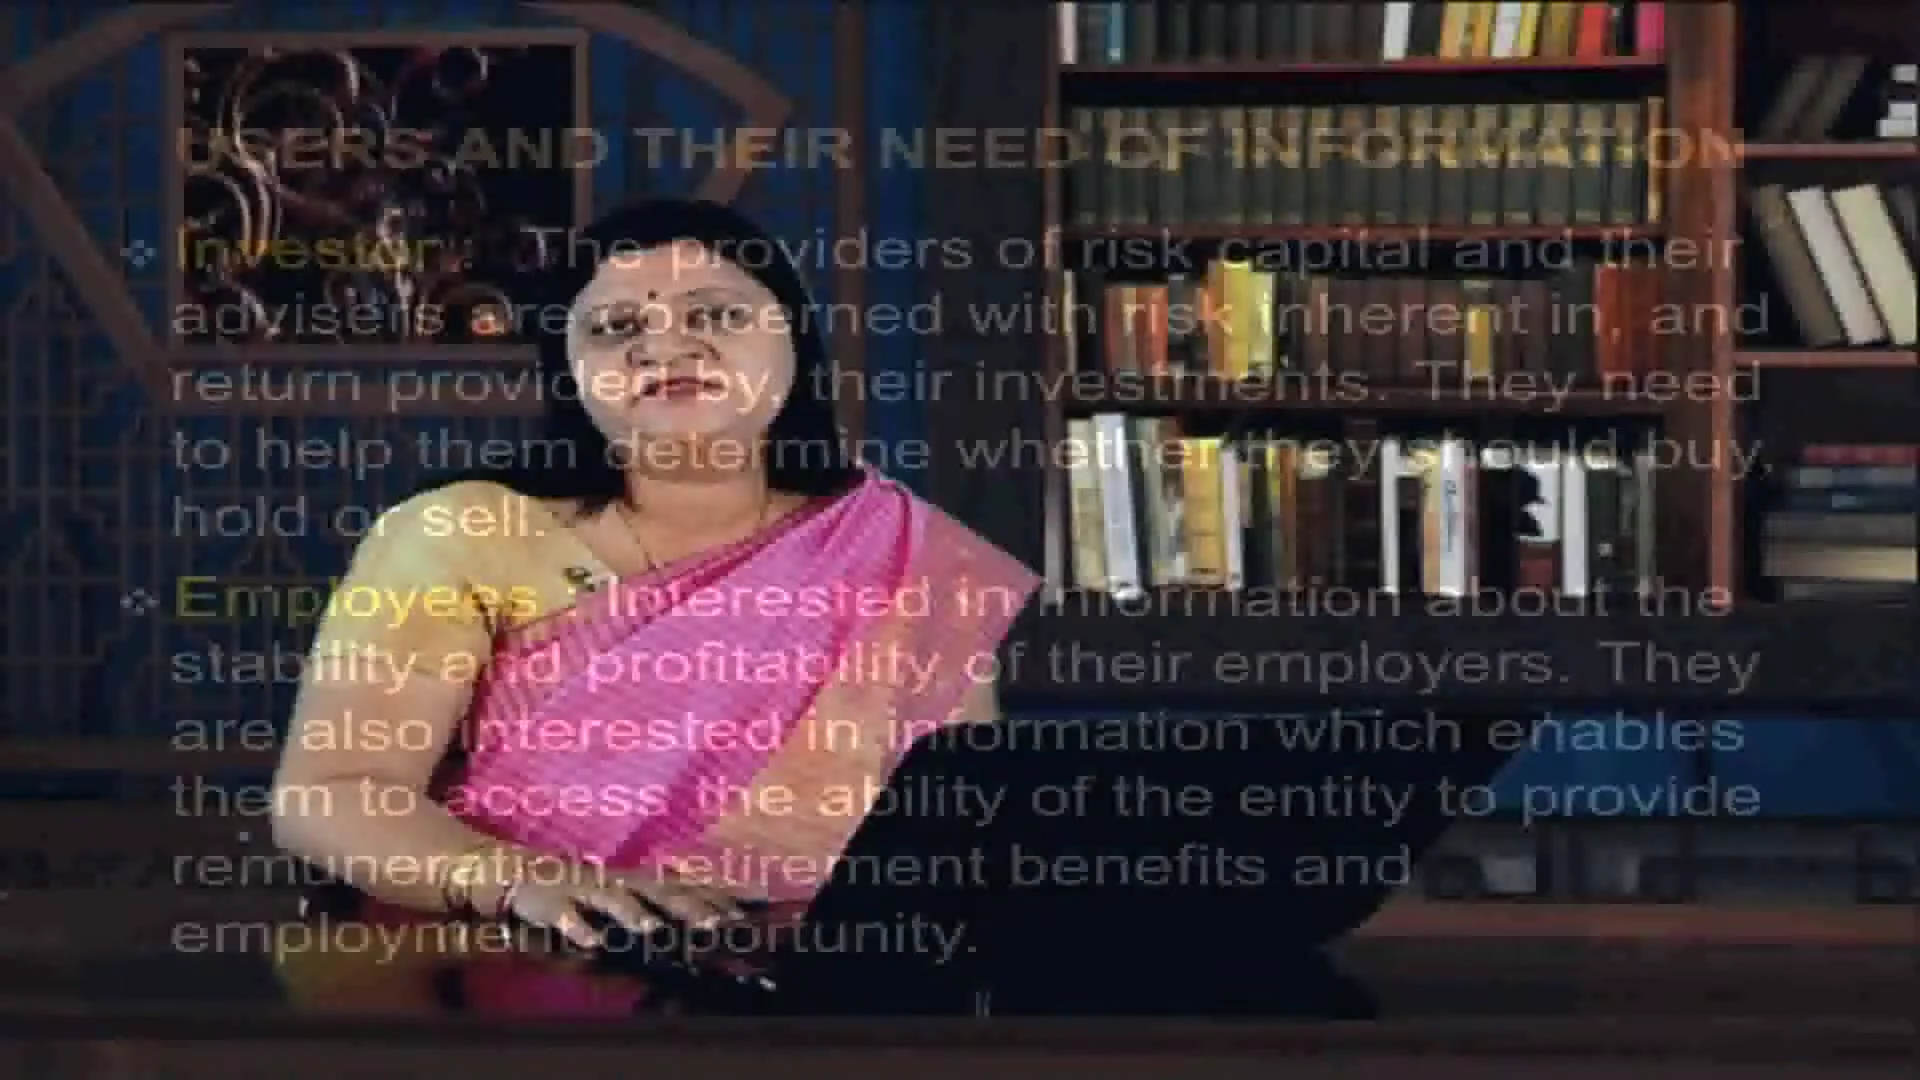 USERS AND THEIR NEED OF INFORMATION
❖ Investor : The providers of risk capital and their
advisers are concerned with risk inherent in, and
return provided by, their investments. They need
to help them determine whether they should buy,
hold or sell.
❖ Employees : Interested in information about the
stability and profitability of their employers. They
are also interested in information which enables
them to access the ability of the entity to provide
remuneration, retirement benefits and
employment opportunity.